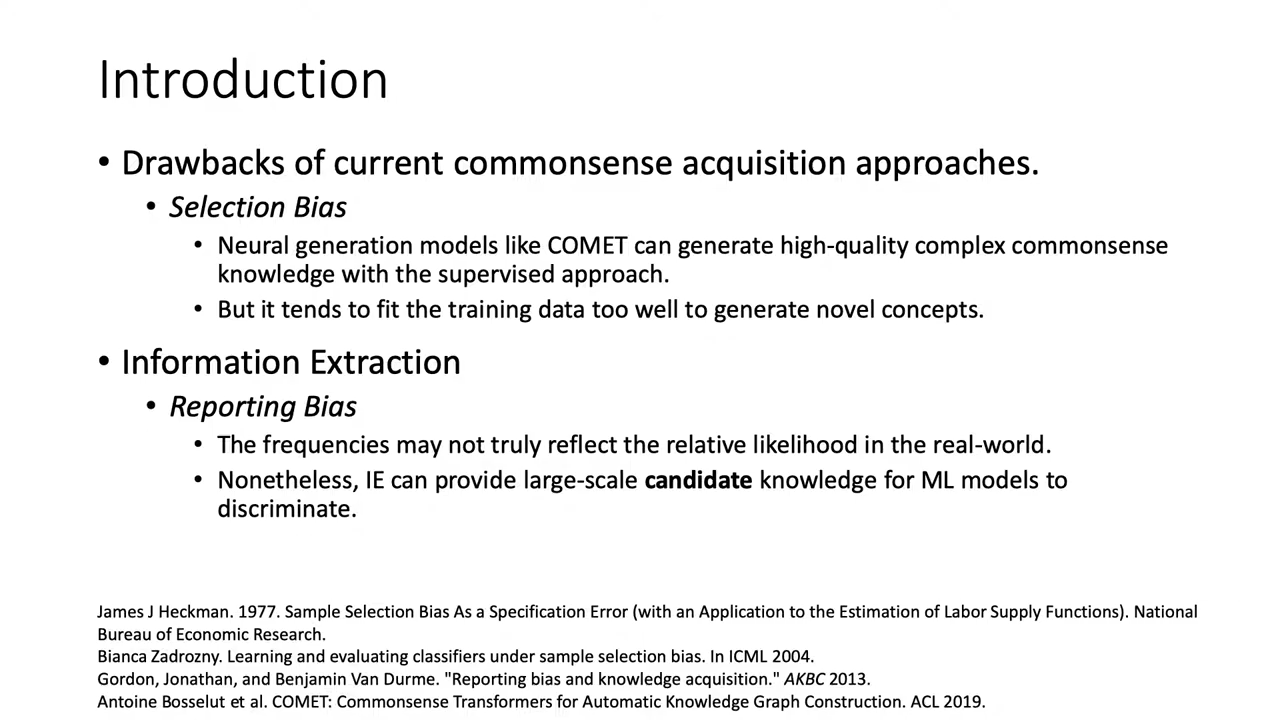 Introduction
• Drawbacks of current commonsense acquisition approaches.
• Selection Bias
• Neural generation models like COMET can generate high-quality complex commonsense
knowledge with the supervised approach.
• But it tends to fit the training data too well to generate novel concepts.
• Information Extraction
• Reporting Bias
• The frequencies may not truly reflect the relative likelihood in the real-world.
• Nonetheless, IE can provide large-scale candidate knowledge for ML models to
discriminate.
James J Heckman. 1977. Sample Selection Bias As a Specification Error (with an Application to the Estimation of Labor Supply Functions). National
Bureau of Economic Research.
Bianca Zadrozny. Learning and evaluating classifiers under sample selection bias. In ICML 2004.
Gordon, Jonathan, and Benjamin Van Durme. "Reporting bias and knowledge acquisition." AKBC 2013.
Antoine Bosselut et al. COMET: Commonsense Transformers for Automatic Knowledge Graph Construction. ACL 2019.